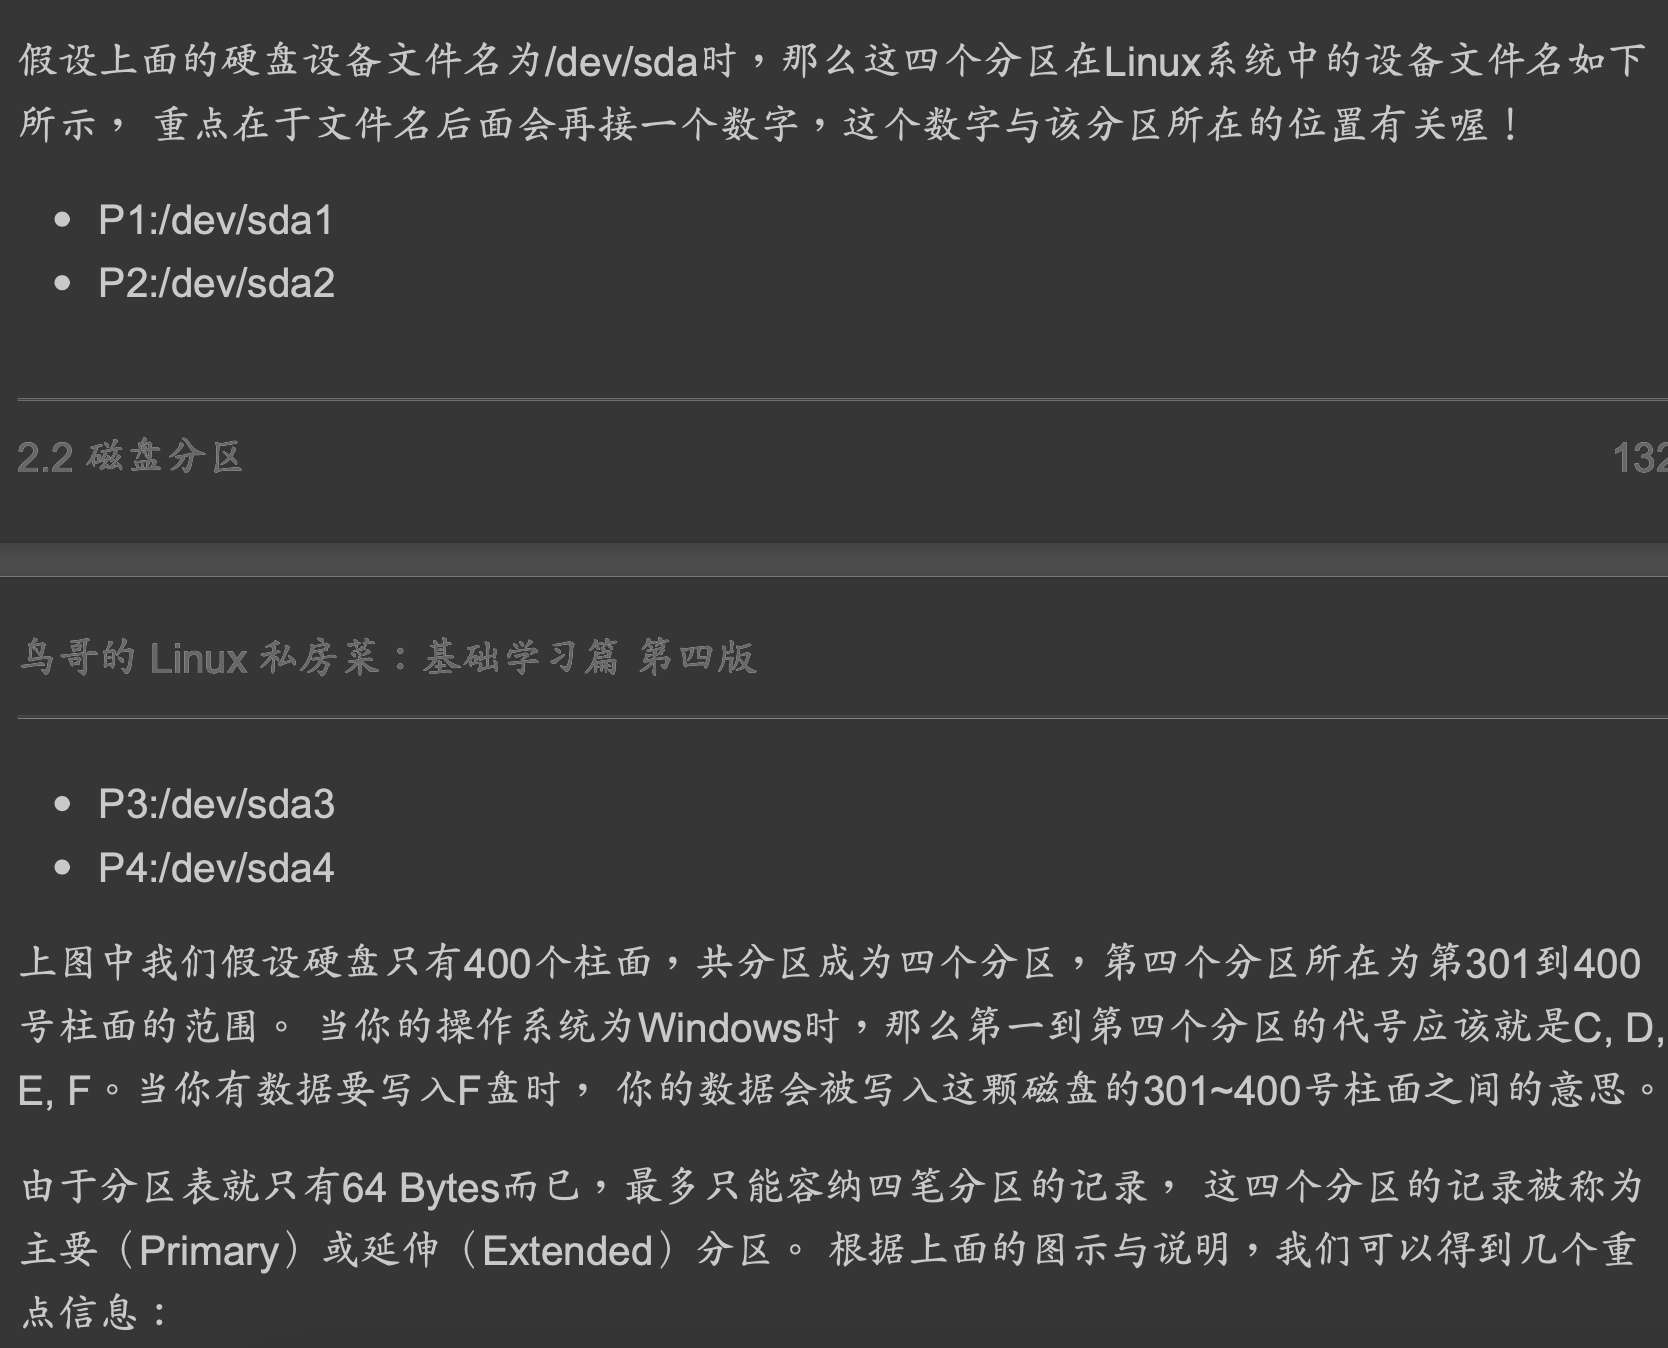 假设上面的硬盘设备文件名为/dev/sda时，那么这四个分区在Linux系统中的设备文件名如下
所示， 重点在于文件名后面会再接一个数字，这个数字与该分区所在的位置有关喔！
• P1:/dev/sda1
• P2:/dev/sda2
2.2 磁盘分区 132
鸟哥的 Linux 私房菜：基础学习篇 第四版
• P3:/dev/sda3
• P4:/dev/sda4
上图中我们假设硬盘只有400个柱面，共分区成为四个分区，第四个分区所在为第301到400
号柱面的范围。 当你的操作系统为Windows时，那么第一到第四个分区的代号应该就是C, D,
E, F。当你有数据要写入F盘时， 你的数据会被写入这颗磁盘的301~400号柱面之间的意思。
由于分区表就只有64 Bytes而已，最多只能容纳四笔分区的记录， 这四个分区的记录被称为
主要（Primary）或延伸（Extended）分区。 根据上面的图示与说明，我们可以得到几个重
点信息：